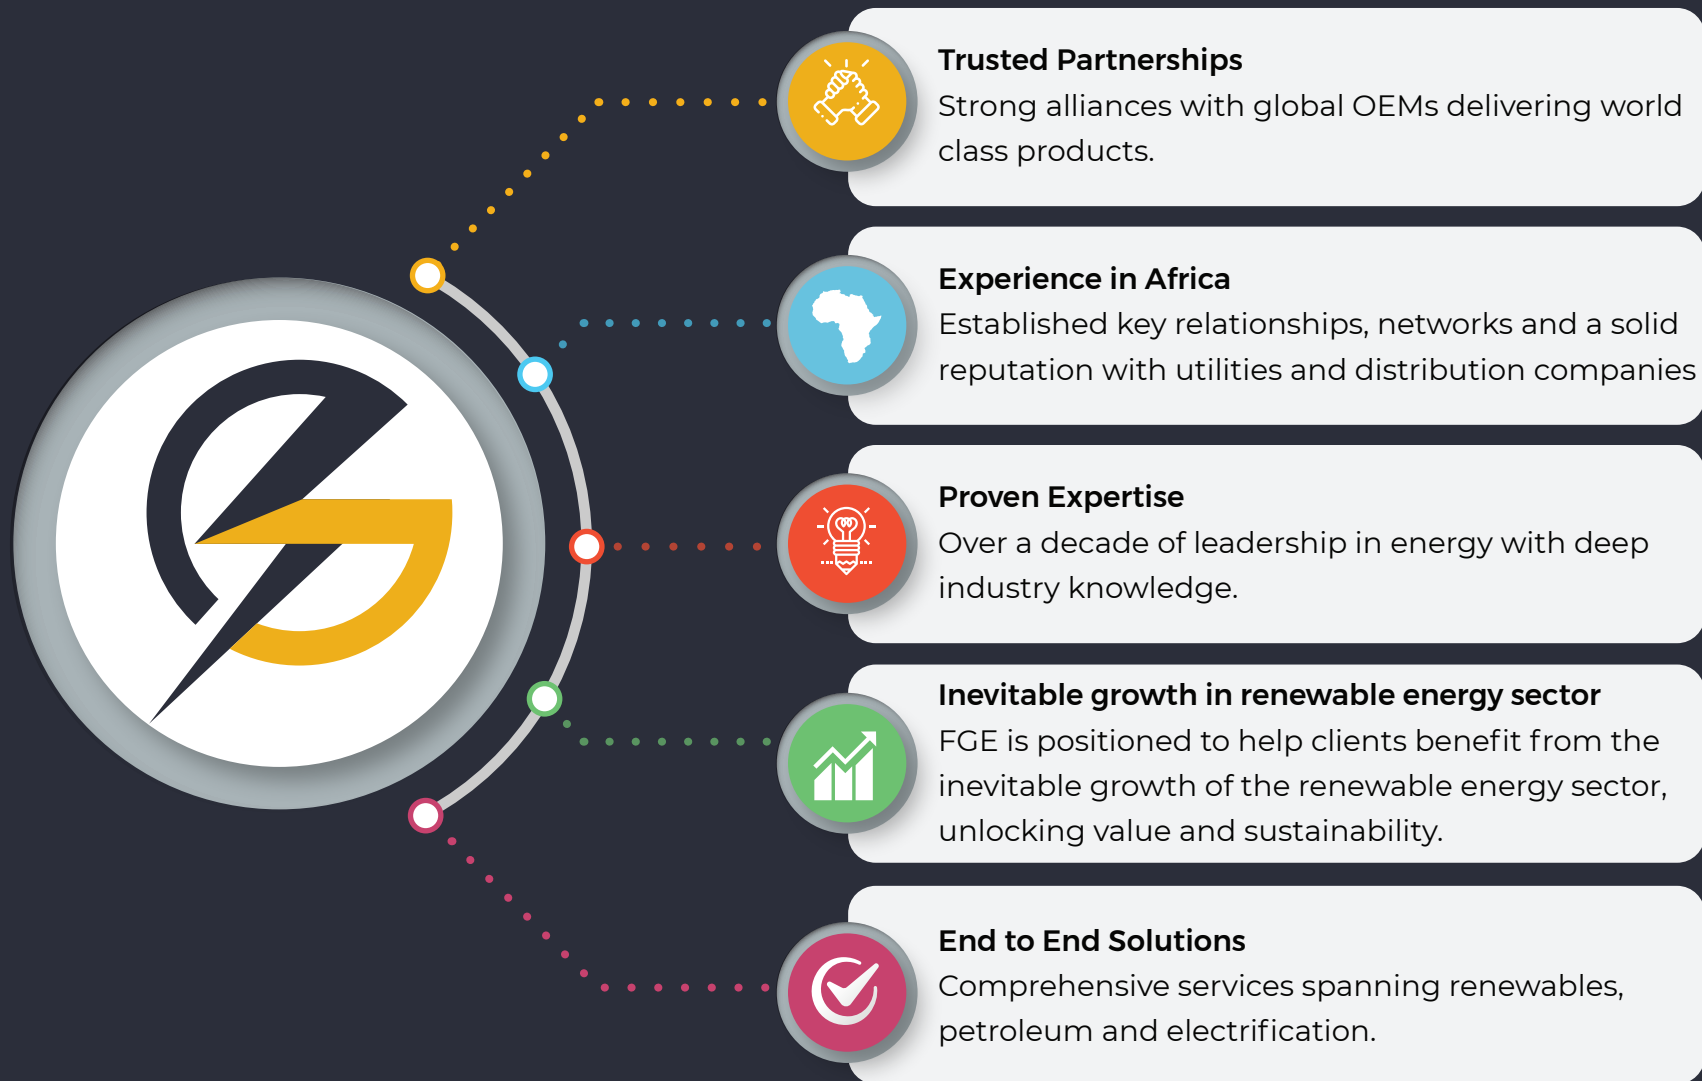 Trusted Partnerships
Strong alliances with global OEMs delivering world
class products.
Experience in Africa
Established key relationships, networks and a solid
reputation with utilities and distribution companies
Proven Expertise
Over a decade of leadership in energy with deep
industry knowledge.
Inevitable growth in renewable energy sector
FGE is positioned to help clients benefit from the
inevitable growth of the renewable energy sector,
unlocking value and sustainability.
End to End Solutions
Comprehensive services spanning renewables,
petroleum and electrification.